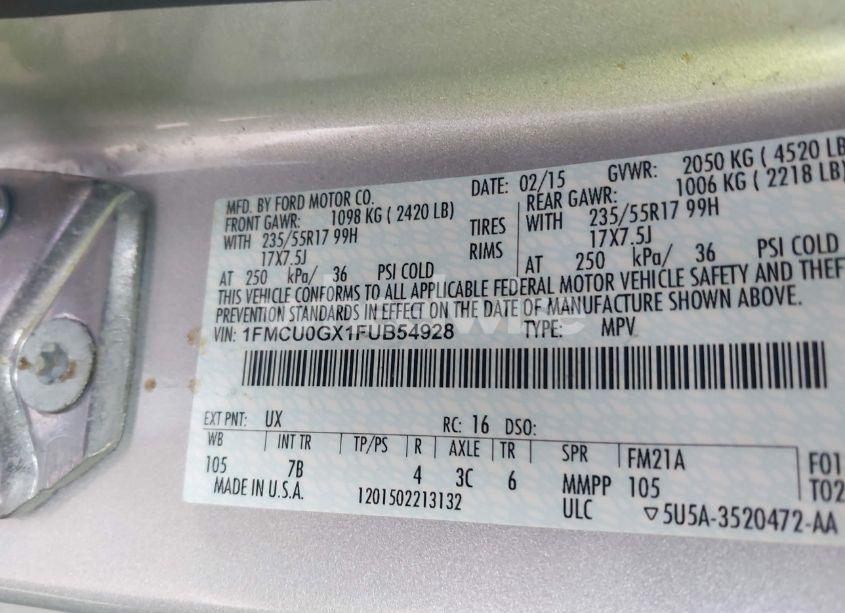 MFD. BY FORD MOTOR CO.
DATE: 02/15 GVWR: 2050 KG ( 4520 LB
FRONT GAWR: 1098 KG ( 2420 LB) REAR GAWR: 1006 KG ( 2218 LB)
WITH 235/55R17 99H TIRES WITH 235/55R17 99H
17X7.5J RIMS 17X7.5J
AT 250 kPa/ 36 PSI COLD AT 250 kPa/ 36 PSI COLD
THIS VEHICLE CONFORMS TO ALL APPLICABLE FEDERAL MOTOR VEHICLE SAFETY AND THEFT
PREVENTION STANDARDS IN EFFECT ON THE DATE OF MANUFACTURE SHOWN ABOVE.
VIN: 1FMCU0GX1FUB54928 TYPE: MPV
EXT PNT: UX RC: 16 DSO:
WB INT TR TP/PS R AXLE TR SPR FM21A F01
105 7B 4 3C 6 MMPP 105 T02
MADE IN U.S.A. 1201502213132 ULC ▽5U5A-3520472-AA